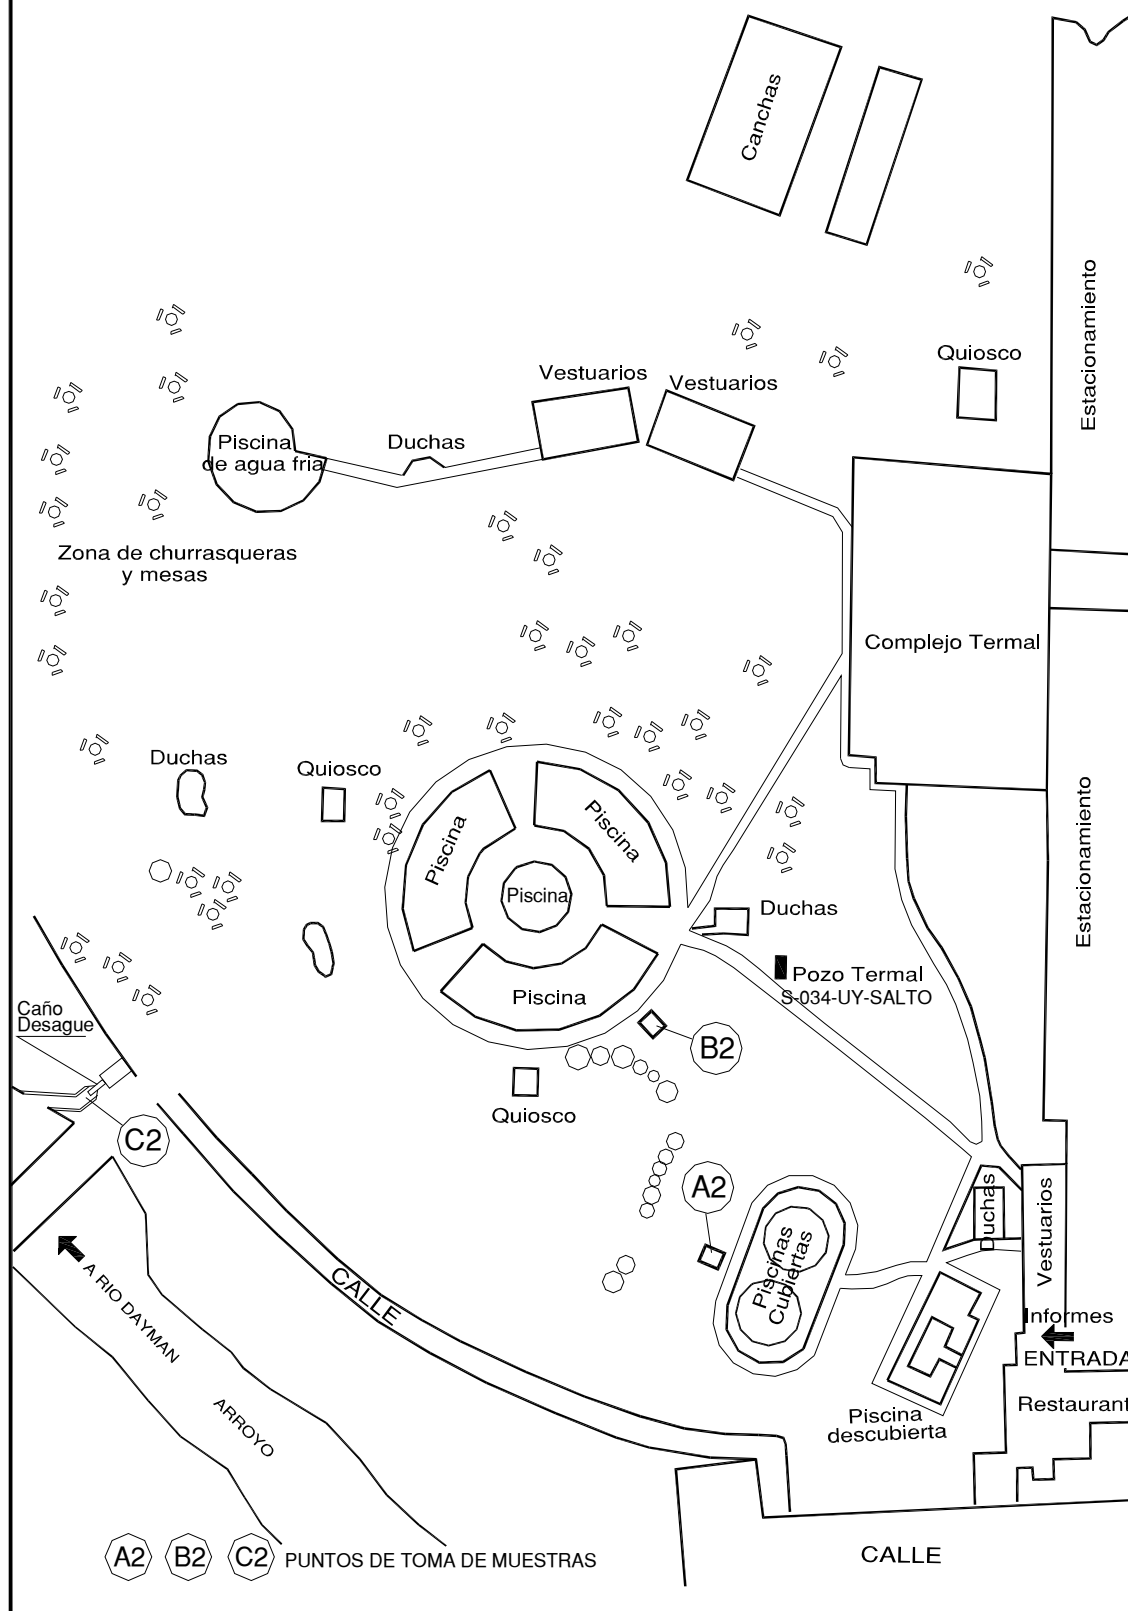 Canchas
Estacionamiento
Quiosco
Vestuarios
Vestuarios
Duchas
Piscina
de agua fria
Zona de churrasqueras
y mesas
Complejo Termal
Duchas
Quiosco
Piscina
Piscina
Piscina
Estacionamiento
Duchas
Pozo Termal
S-034-UY-SALTO
Piscina
Caño
Desague
B2
Quiosco
C2
A2
Duchas
Vestuarios
Piscinas
Cubiertas
CALLE
A RIO DAYMAN
Informes
ENTRADA
Restaurant
Piscina
descubierta
ARROYO
A2 B2 C2 PUNTOS DE TOMA DE MUESTRAS
CALLE